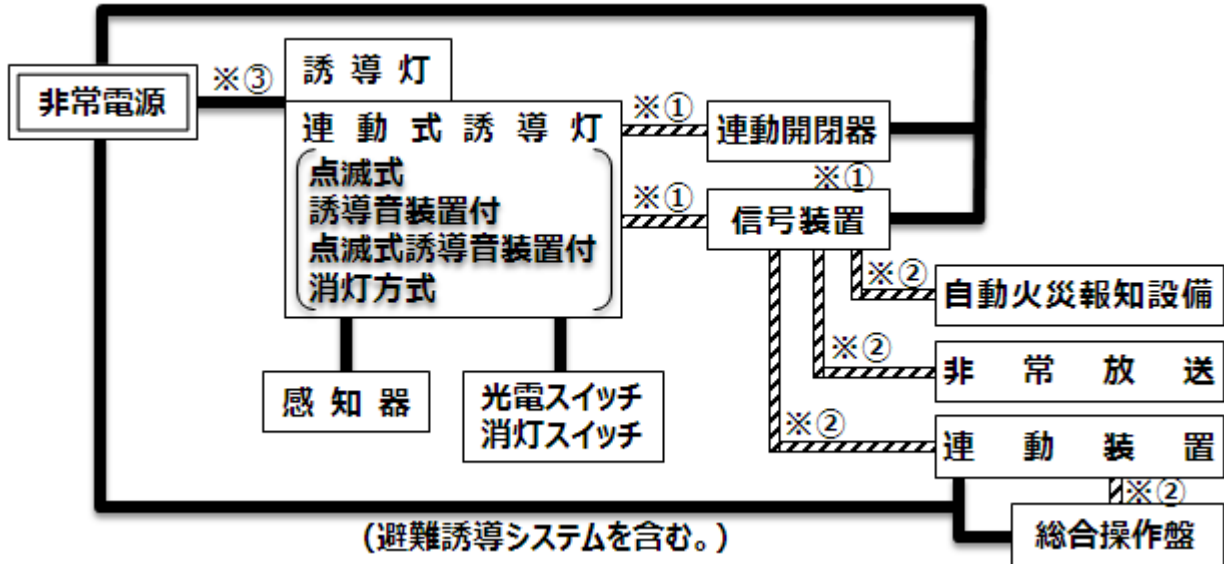 非常電源
※③
誘導灯
連動式誘導灯
点滅式
誘導音装置付
点滅式誘導音装置付
消灯方式
※①
連動開閉器
※①
※①
信号装置
※②
自動火災報知設備
※②
非常放送
※②
連動装置
※②
総合操作盤
感知器
光電スイッチ
消灯スイッチ
(避難誘導システムを含む。)